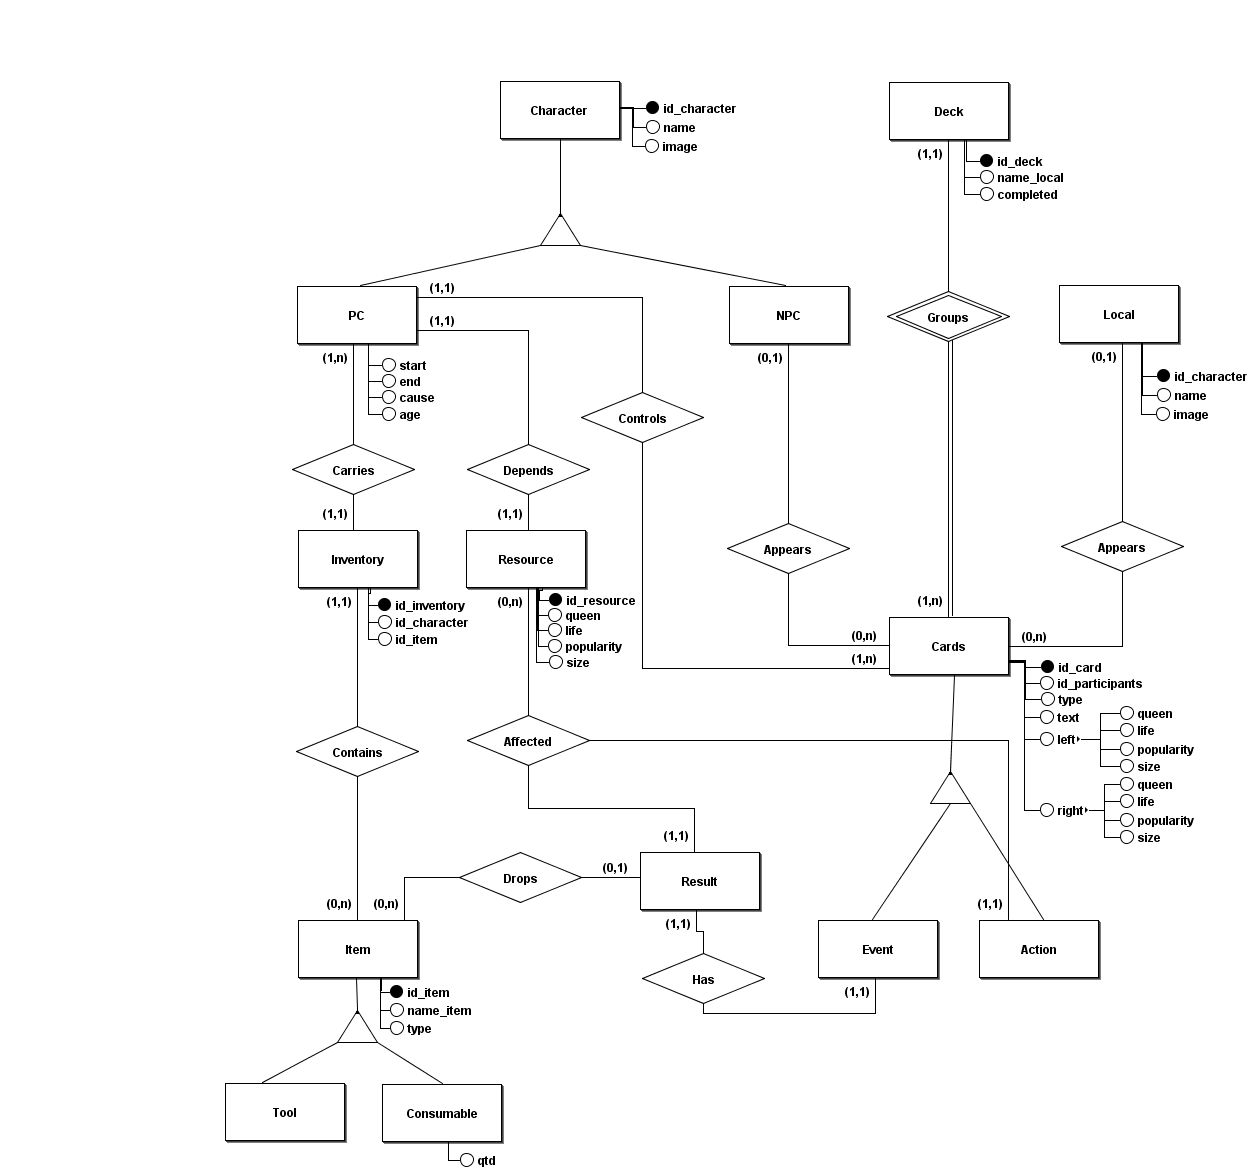 Character
id_character
name
image
Deck
(1,1)
id_deck
name_local
completed
PC
(1,1)
(1,1)
(1,n)
start
end
cause
age
NPC
(0,1)
Groups
Local
(0,1)
id_character
name
image
Controls
Carries
Depends
(1,1)
(1,1)
Inventory
Resource
Appears
Appears
(1,1)
id_inventory
id_character
id_item
(0,n)
id_resource
queen
life
popularity
size
(1,n)
(0,n)
(1,n)
Cards
(0,n)
id_card
id_participants
type
text
left
queen
life
popularity
size
right
queen
life
popularity
size
Contains
Affected
(1,1)
Drops
(0,1)
Result
(0,n)
(0,n)
(1,1)
(1,1)
Item
Has
Event
Action
(1,1)
id_item
name_item
type
Tool
Consumable
qtd